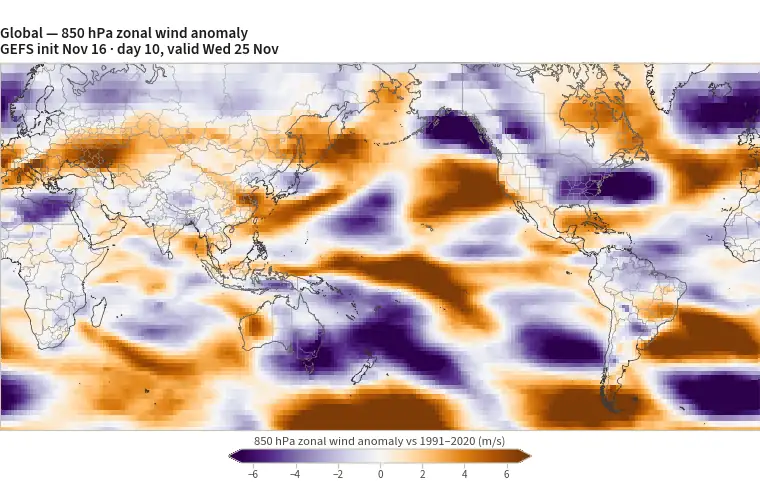 Global — 850 hPa zonal wind anomaly
GEFS init Nov 16 · day 10, valid Wed 25 Nov
850 hPa zonal wind anomaly vs 1991–2020 (m/s)
−6 −4 −2 0 2 4 6